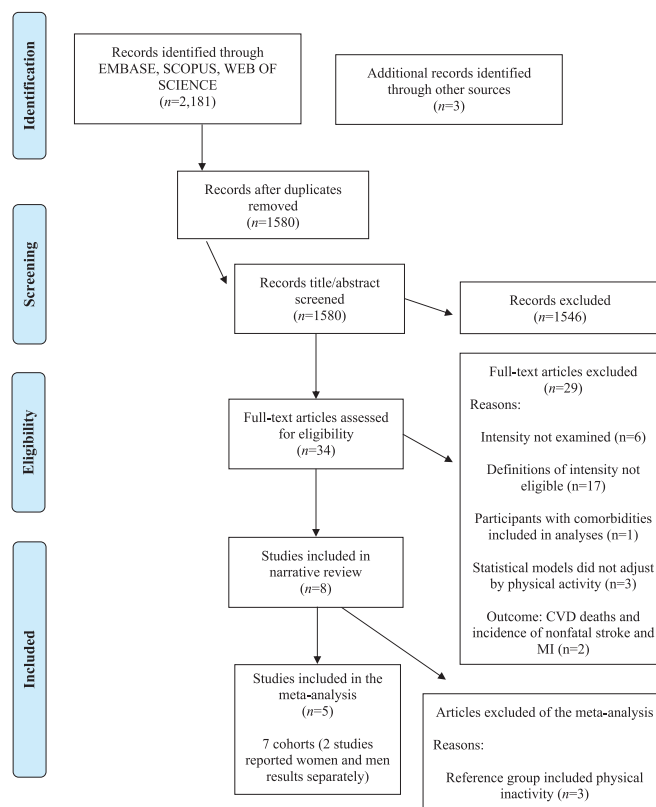 Identification
Records identified through
EMBASE, SCOPUS, WEB OF
SCIENCE
(n=2,181)
Additional records identified
through other sources
(n=3)
Records after duplicates
removed
(n=1580)
Screening
Records title/abstract
screened
(n=1580)
Records excluded
(n=1546)
Eligibility
Full-text articles assessed
for eligibility
(n=34)
Full-text articles excluded
(n=29)
Reasons:
Intensity not examined (n=6)
Definitions of intensity not
eligible (n=17)
Participants with comorbidities
included in analyses (n=1)
Statistical models did not adjust
by physical activity (n=3)
Outcome: CVD deaths and
incidence of nonfatal stroke and
MI (n=2)
Included
Studies included in
narrative review
(n=8)
Studies included in the
meta-analysis
(n=5)
7 cohorts (2 studies
reported women and men
results separately)
Articles excluded of the meta-analysis
Reasons:
Reference group included physical
inactivity (n=3)